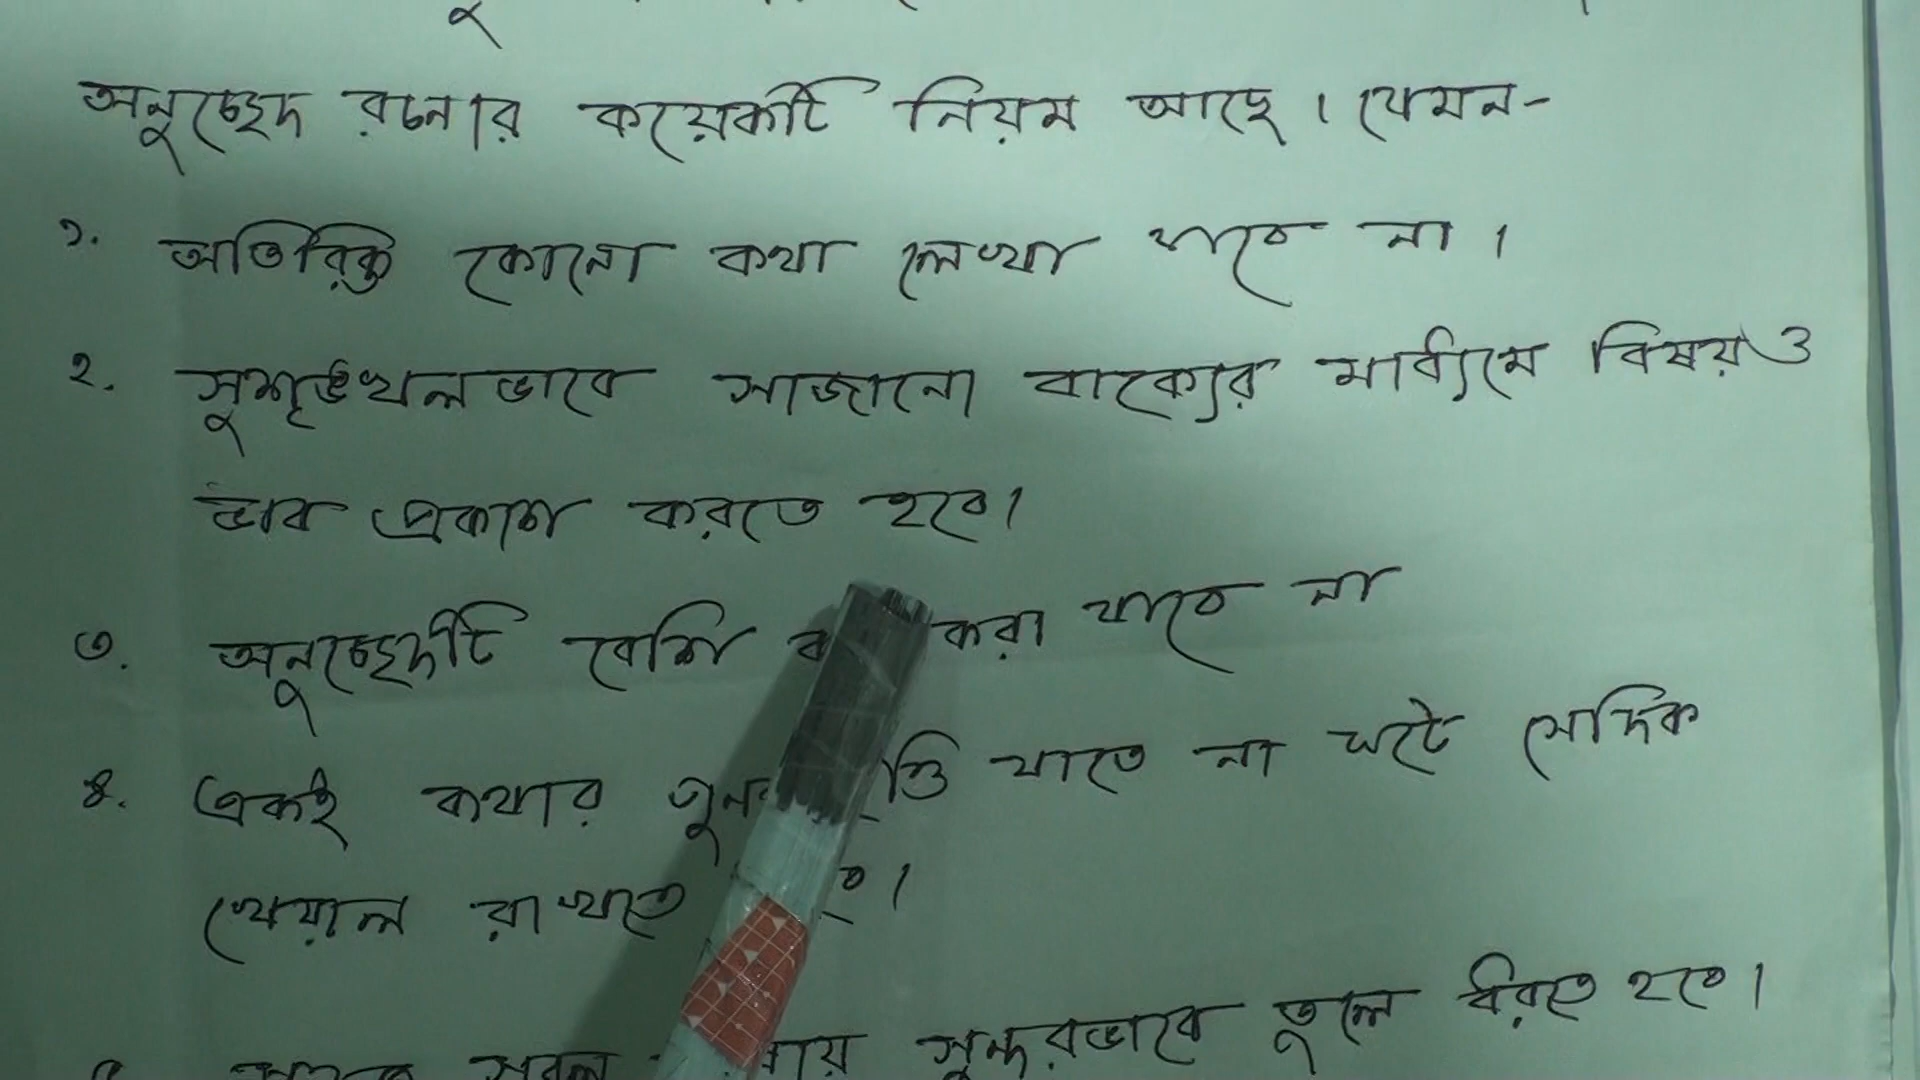 অনুচ্ছেদ রচনার কয়েকটি নিয়ম আছে। যেমন-
১. অতিরিক্ত কোনো কথা লেখা যাবে না।
২. সুশৃঙ্খলভাবে সাজানো বাক্যের মাধ্যমে বিষয় ও
ভাব প্রকাশ করতে হবে।
৩. অনুচ্ছেদটি বেশি করা যাবে না
৪. একই কথার যাতে না ঘটে সেদিক
খেয়াল রাখতে
সুন্দরভাবে তুলে ধরতে হবে।